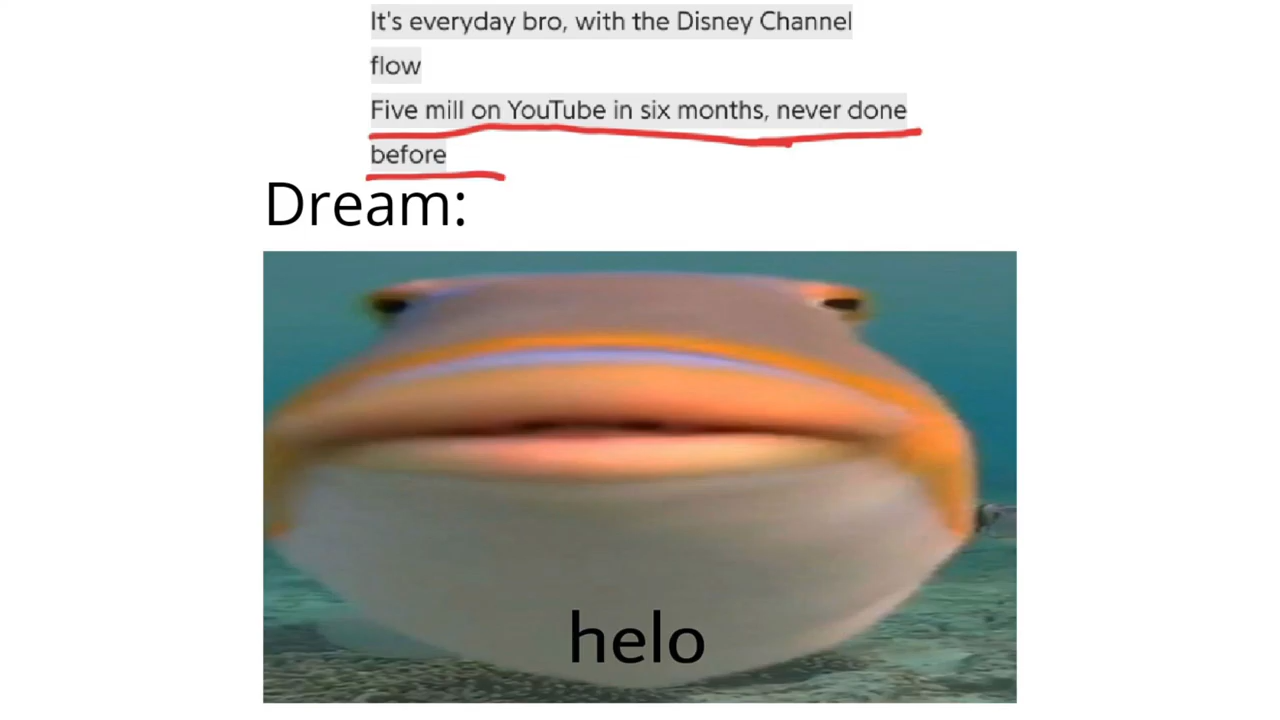 It's everyday bro, with the Disney Channel
flow
Five mill on YouTube in six months, never done
before
Dream:
helo